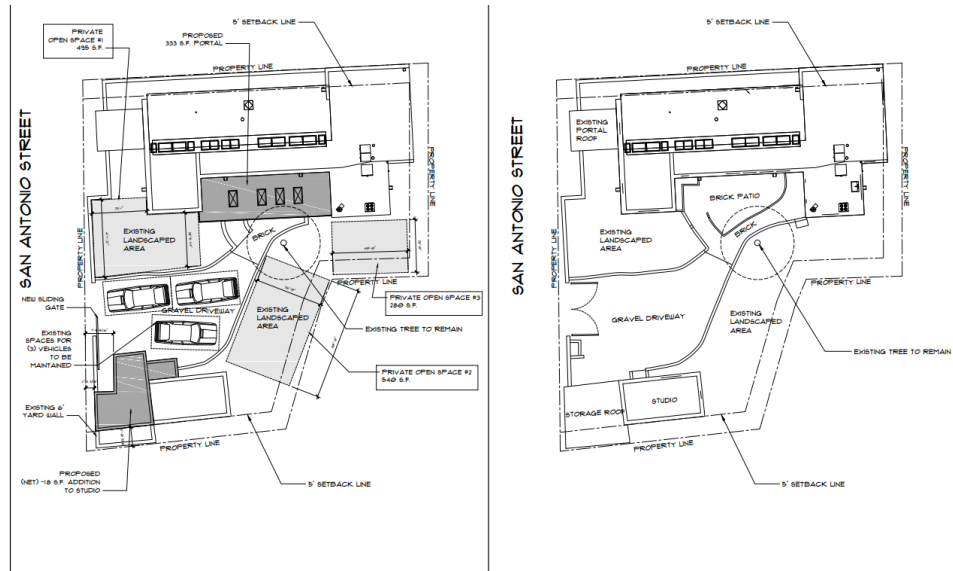 PRIVATE
OPEN SPACE #1
495 S.F.
PROPOSED
333 S.F. PORTAL
5' SETBACK LINE
PROPERTY LINE
SAN ANTONIO STREET
PROPERTY LINE
EXISTING
LANDSCAPED
AREA
BRICK
PROPERTY LINE
PROPERTY LINE
NEW SLIDING
GATE
GRAVEL DRIVEWAY
EXISTING
LANDSCAPED
AREA
PRIVATE OPEN SPACE #3
280 S.F.
EXISTING
SPACES FOR
(3) VEHICLES
TO BE
MAINTAINED
EXISTING TREE TO REMAIN
PRIVATE OPEN SPACE #2
540 S.F.
EXISTING 6'
YARD WALL
PROPERTY LINE
PROPOSED
(NET) -18 S.F. ADDITION
TO STUDIO
5' SETBACK LINE
5' SETBACK LINE
PROPERTY LINE
SAN ANTONIO STREET
EXISTING
PORTAL
ROOF
PROPERTY LINE
BRICK PATIO
BRICK
EXISTING
LANDSCAPED
AREA
PROPERTY LINE
PROPERTY LINE
GRAVEL DRIVEWAY
EXISTING
LANDSCAPED
AREA
EXISTING TREE TO REMAIN
STUDIO
STORAGE ROOF
PROPERTY LINE
5' SETBACK LINE